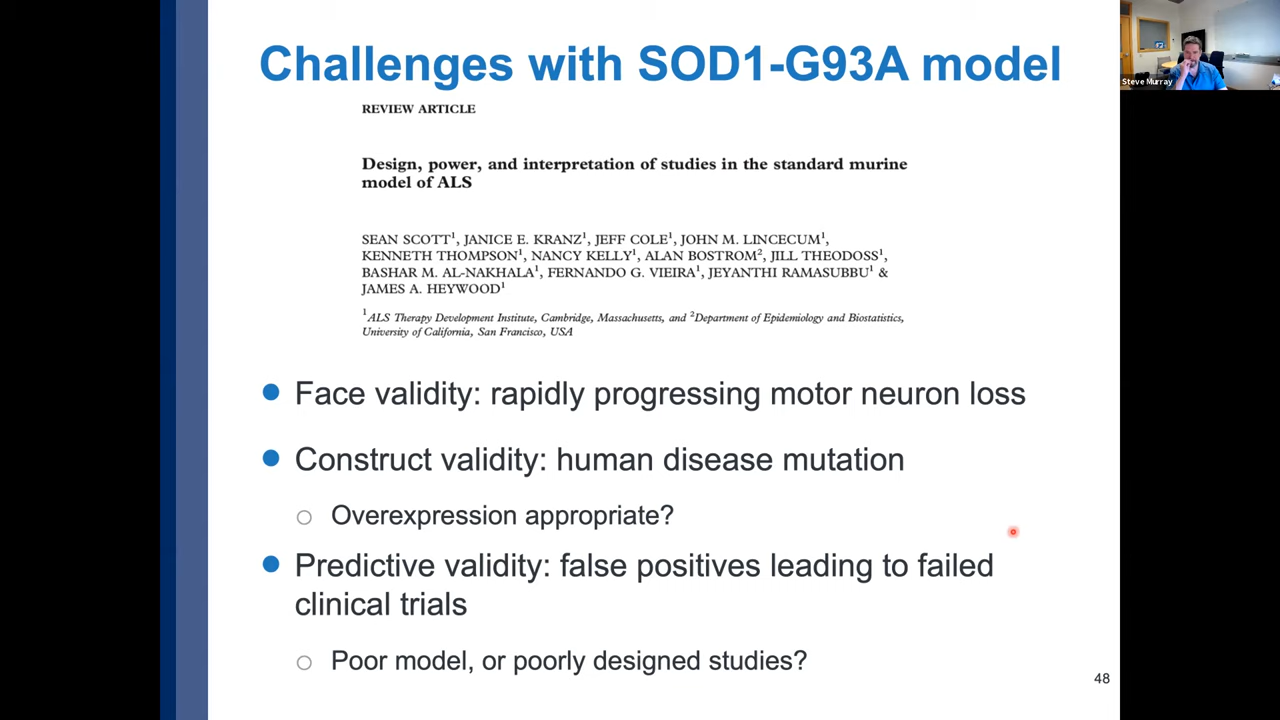 Challenges with SOD1-G93A model
Steve Murray
REVIEW ARTICLE
Design, power, and interpretation of studies in the standard murine
model of ALS
SEAN SCOTT¹, JANICE E. KRANZ¹, JEFF COLE¹, JOHN M. LINCECUM¹,
KENNETH THOMPSON¹, NANCY KELLY¹, ALAN BOSTROM², JILL THEODOSS¹,
BASHAR M. AL-NAKHALA¹, FERNANDO G. VIEIRA¹, JEYANTHI RAMASUBBU¹ &
JAMES A. HEYWOOD¹
¹ALS Therapy Development Institute, Cambridge, Massachusetts, and ²Department of Epidemiology and Biostatistics,
University of California, San Francisco, USA
● Face validity: rapidly progressing motor neuron loss
● Construct validity: human disease mutation
○ Overexpression appropriate?
● Predictive validity: false positives leading to failed
clinical trials
○ Poor model, or poorly designed studies?
48